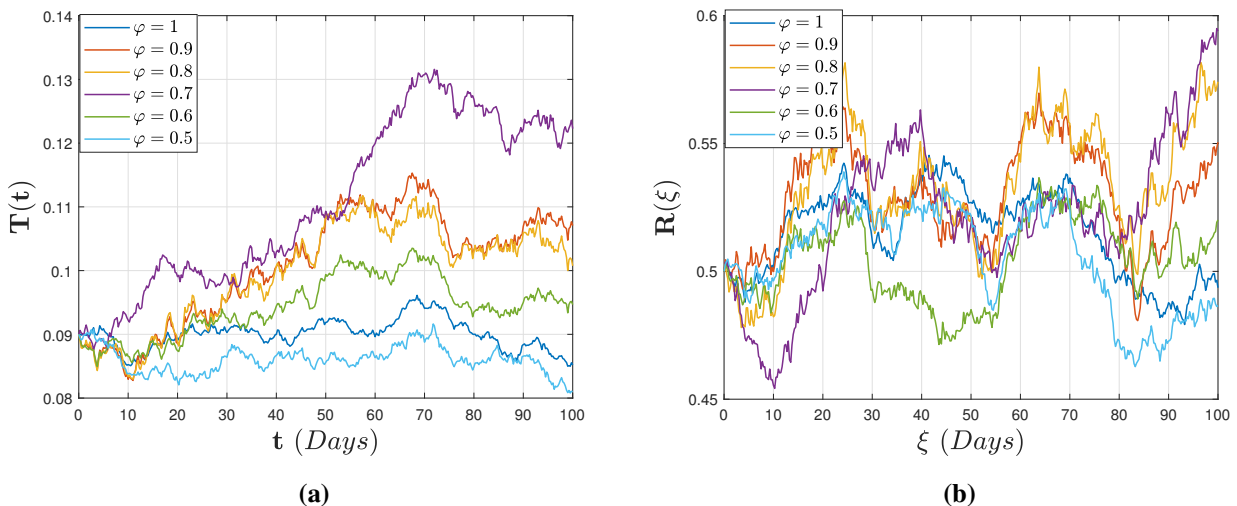 0.14
0.13
0.12
0.11
0.1
0.09
0.08
T(t)
φ = 1
φ = 0.9
φ = 0.8
φ = 0.7
φ = 0.6
φ = 0.5
0 10 20 30 40 50 60 70 80 90 100
t (Days)
(a)
0.6
0.55
0.5
0.45
R(ξ)
φ = 1
φ = 0.9
φ = 0.8
φ = 0.7
φ = 0.6
φ = 0.5
0 10 20 30 40 50 60 70 80 90 100
ξ (Days)
(b)